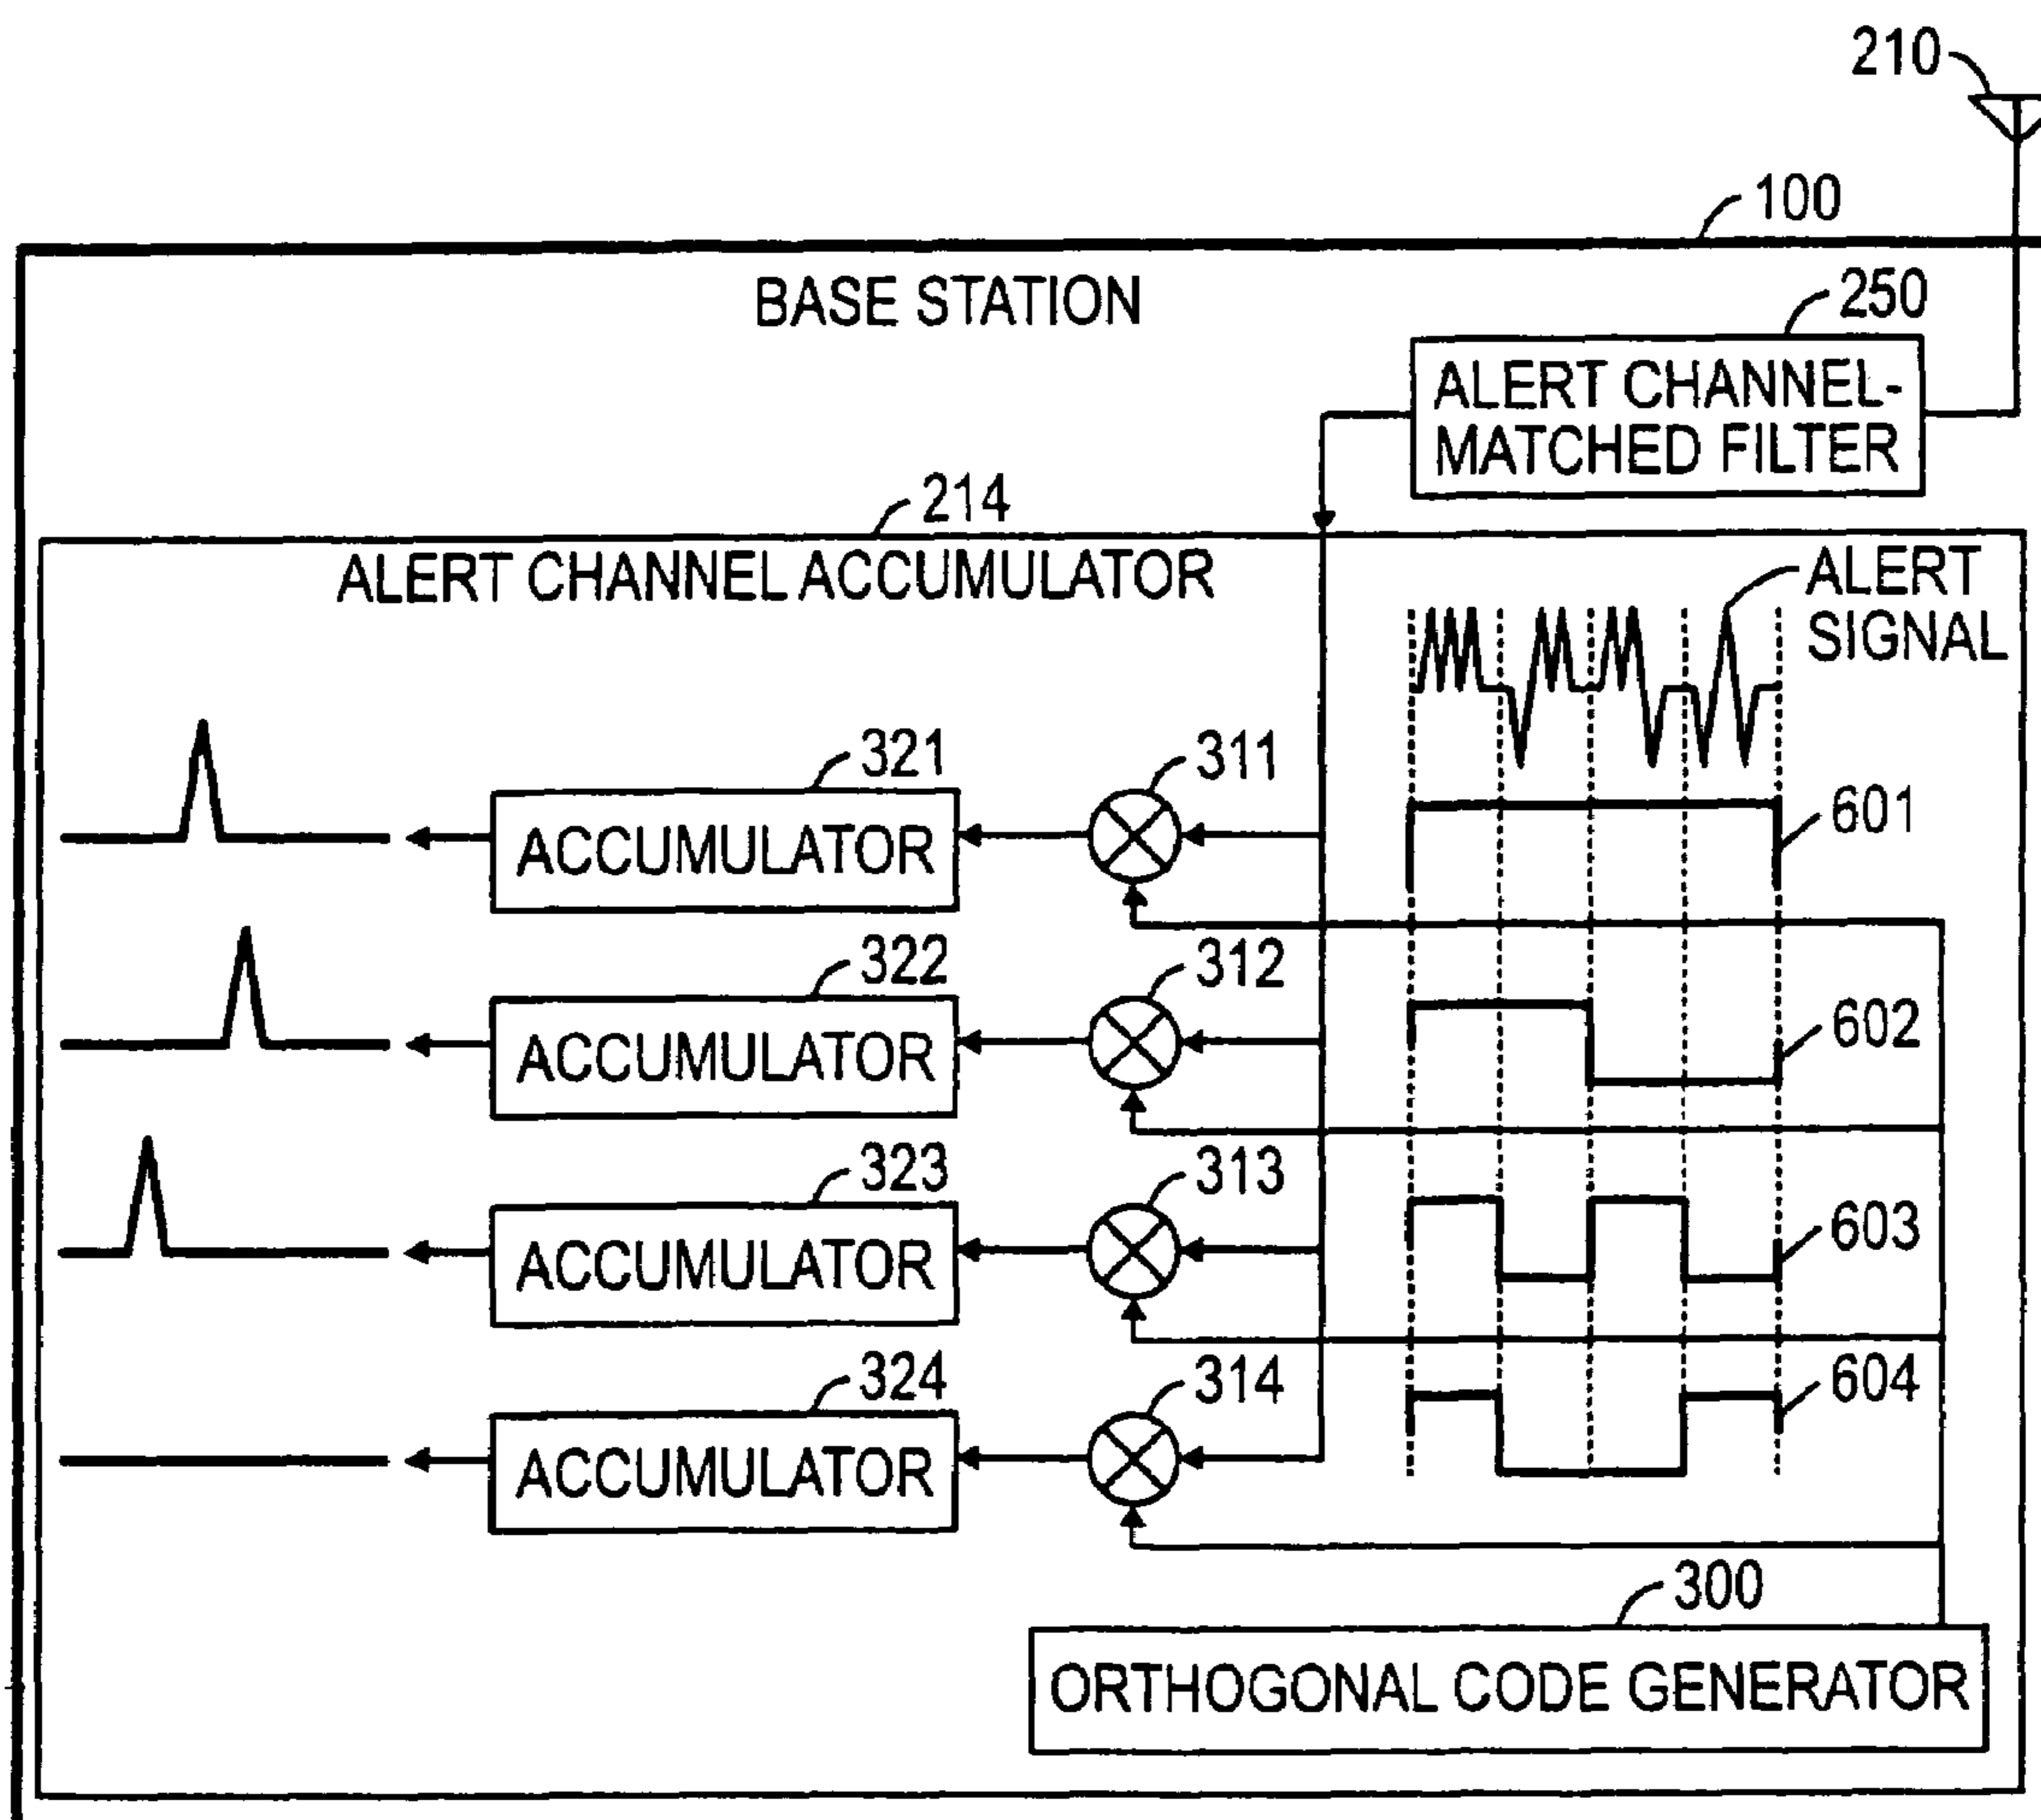 210
100
BASE STATION
250
ALERT CHANNEL-
MATCHED FILTER
214
ALERT CHANNEL ACCUMULATOR
ALERT
SIGNAL
321
311
ACCUMULATOR
601
322
312
ACCUMULATOR
602
323
313
ACCUMULATOR
603
324
314
ACCUMULATOR
604
300
ORTHOGONAL CODE GENERATOR